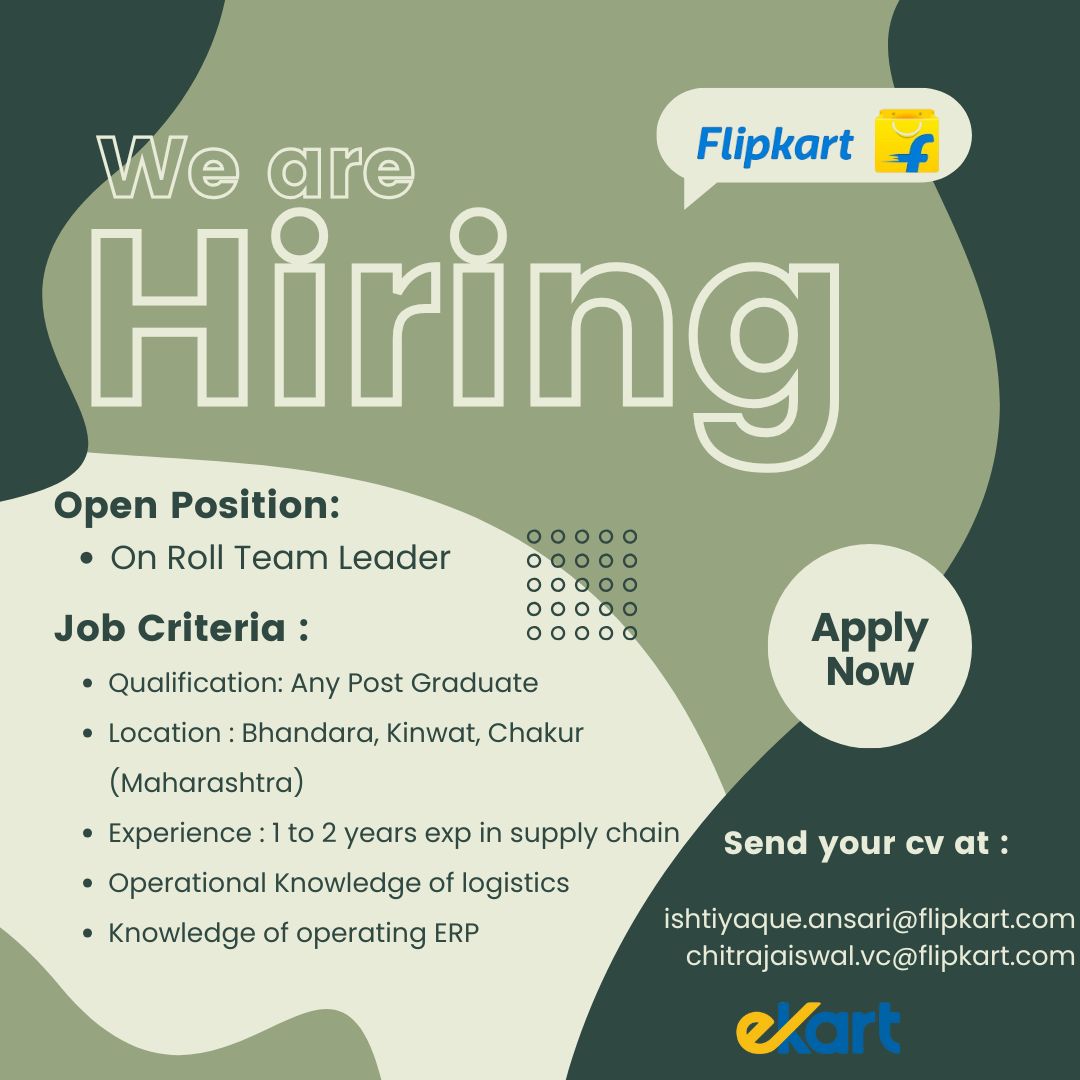 Flipkart
We are
Hiring
Open Position:
• On Roll Team Leader
Job Criteria :
• Qualification: Any Post Graduate
• Location : Bhandara, Kinwat, Chakur
(Maharashtra)
• Experience : 1 to 2 years exp in supply chain
• Operational Knowledge of logistics
• Knowledge of operating ERP
Apply
Now
Send your cv at :
ishtiyaque.ansari@flipkart.com
chitrajaiswal.vc@flipkart.com
ekart